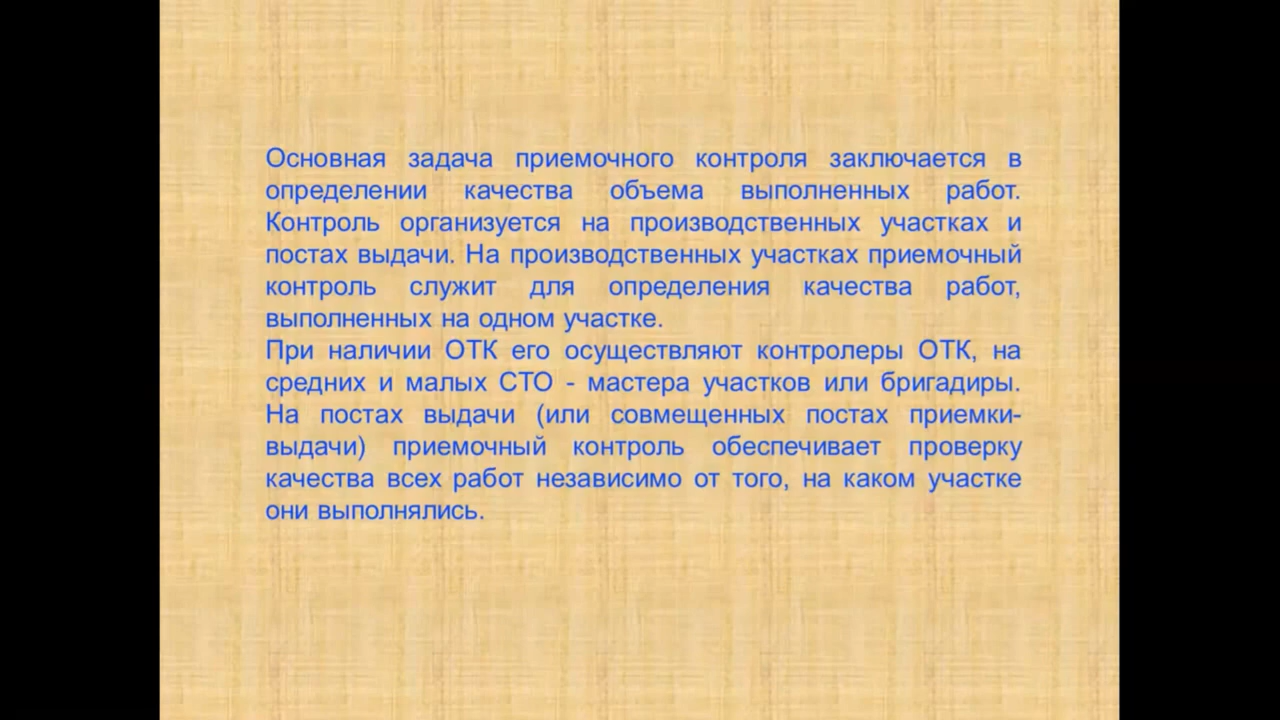 Основная задача приемочного контроля заключается в
определении качества объема выполненных работ.
Контроль организуется на производственных участках и
постах выдачи. На производственных участках приемочный
контроль служит для определения качества работ,
выполненных на одном участке.
При наличии ОТК его осуществляют контролеры ОТК, на
средних и малых СТО - мастера участков или бригадиры.
На постах выдачи (или совмещенных постах приемки-
выдачи) приемочный контроль обеспечивает проверку
качества всех работ независимо от того, на каком участке
они выполнялись.